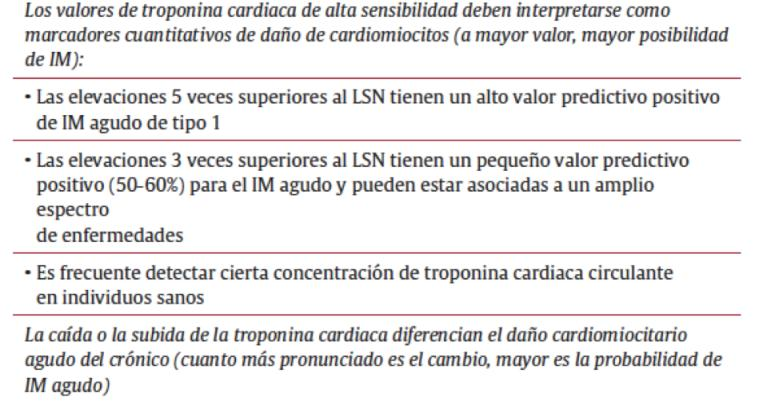 Los valores de troponina cardiaca de alta sensibilidad deben interpretarse como
marcadores cuantitativos de daño de cardiomiocitos (a mayor valor, mayor posibilidad
de IM):
• Las elevaciones 5 veces superiores al LSN tienen un alto valor predictivo positivo
de IM agudo de tipo 1
• Las elevaciones 3 veces superiores al LSN tienen un pequeño valor predictivo
positivo (50-60%) para el IM agudo y pueden estar asociadas a un amplio
espectro
de enfermedades
• Es frecuente detectar cierta concentración de troponina cardiaca circulante
en individuos sanos
La caída o la subida de la troponina cardiaca diferencian el daño cardiomiocitario
agudo del crónico (cuanto más pronunciado es el cambio, mayor es la probabilidad de
IM agudo)